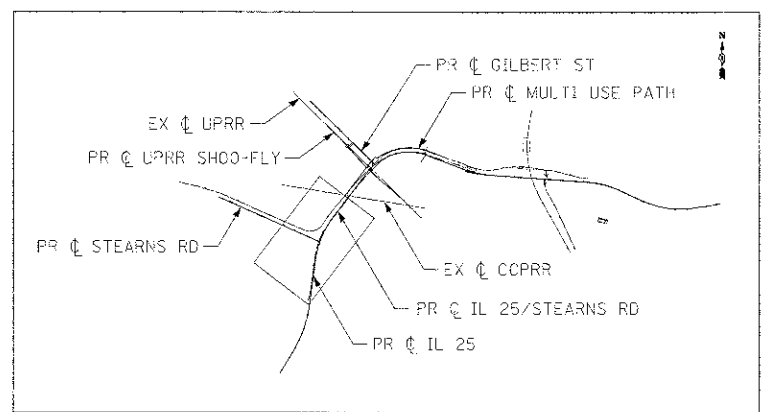 N
PR ℄ GILBERT ST
PR ℄ MULTI USE PATH
EX ℄ UPRR
PR ℄ UPRR SHOO-FLY
PR ℄ STEARNS RD
EX ℄ CCPRR
PR ℄ IL 25/STEARNS RD
PR ℄ IL 25